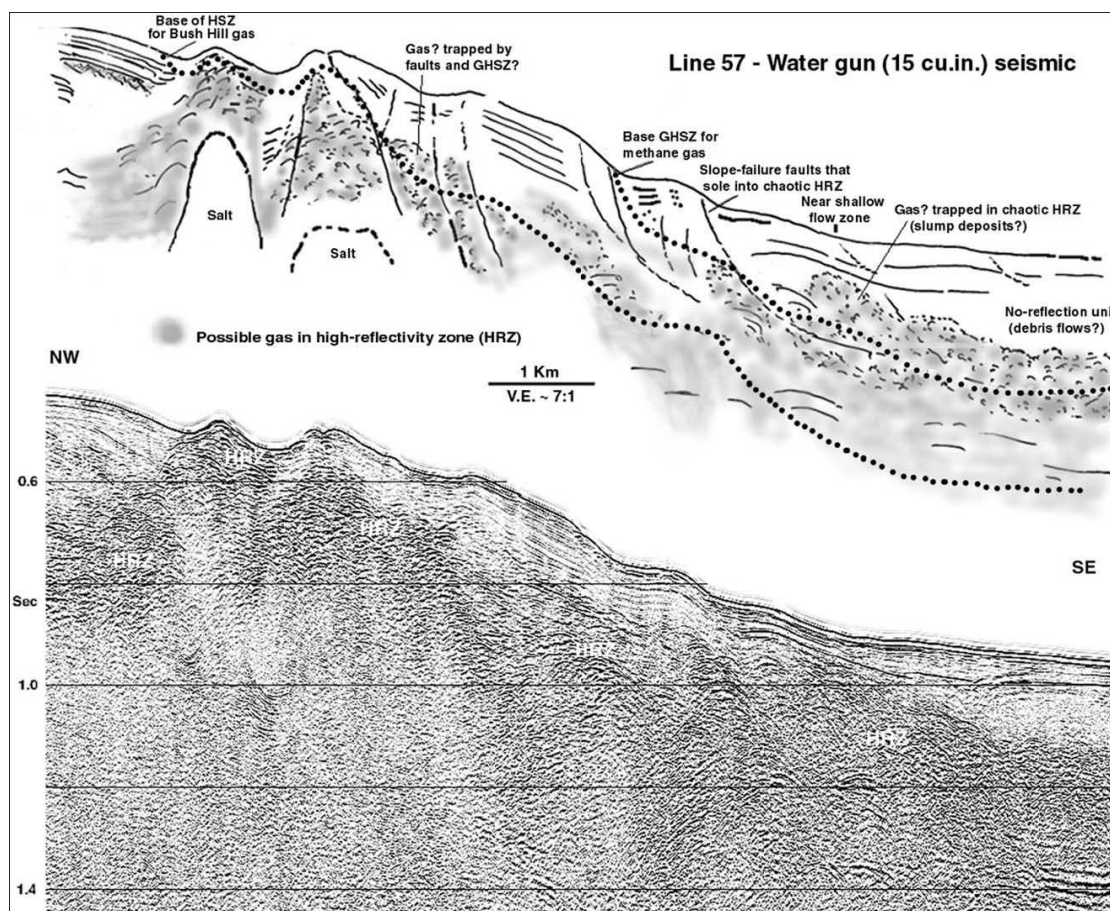 Base of HSZ
for Bush Hill gas
Gas? trapped by
faults and GHSZ?
Line 57 - Water gun (15 cu.in.) seismic
Base GHSZ for
methane gas
Slope-failure faults that
sole into chaotic HRZ
Near shallow
flow zone
Gas? trapped in chaotic HRZ
(slump deposits?)
Salt
Salt
No-reflection uni
(debris flows?)
Possible gas in high-reflectivity zone (HRZ)
NW
1 Km
V.E. ~ 7:1
HRZ
0.6
HRZ
HRZ
SE
Sec
HRZ
1.0
HRZ
1.4